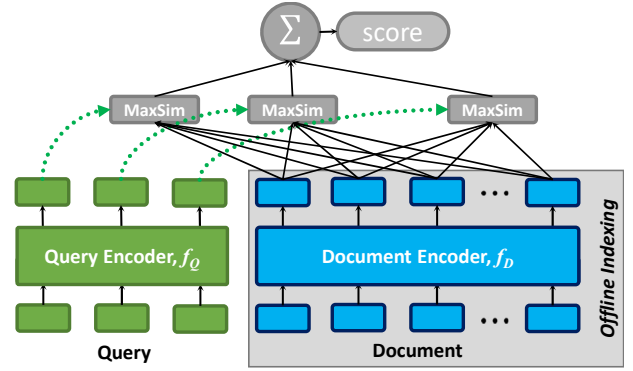 Σ
score
MaxSim
MaxSim
MaxSim
Query Encoder, f_Q
Document Encoder, f_D
Offline Indexing
Query
Document